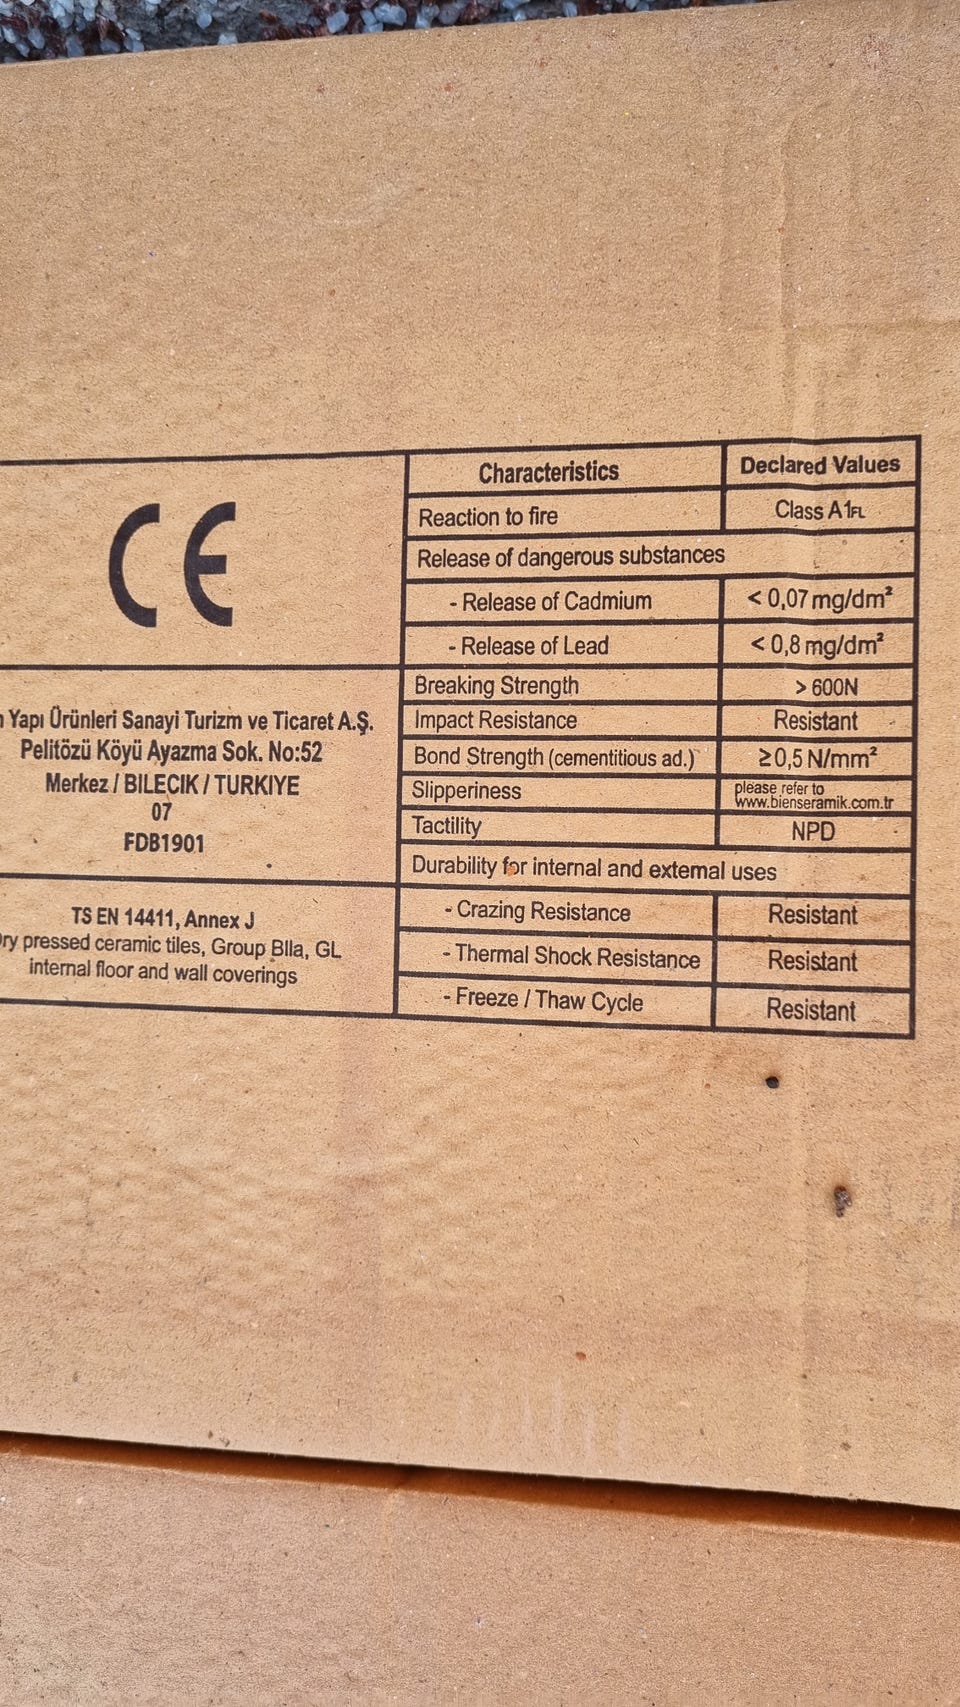 CE
Yapı Ürünleri Sanayi Turizm ve Ticaret A.Ş.
Pelitözü Köyü Ayazma Sok. No:52
Merkez / BILECIK / TURKIYE
07
FDB1901
TS EN 14411, Annex J
pressed ceramic tiles, Group BIIa, GL
internal floor and wall coverings
Characteristics Declared Values
Reaction to fire Class A1FL
Release of dangerous substances
- Release of Cadmium < 0,07 mg/dm²
- Release of Lead < 0,8 mg/dm²
Breaking Strength > 600N
Impact Resistance Resistant
Bond Strength (cementitious ad.) ≥0,5 N/mm²
Slipperiness please refer to
www.bienseramik.com.tr
Tactility NPD
Durability for internal and external uses
- Crazing Resistance Resistant
- Thermal Shock Resistance Resistant
- Freeze / Thaw Cycle Resistant